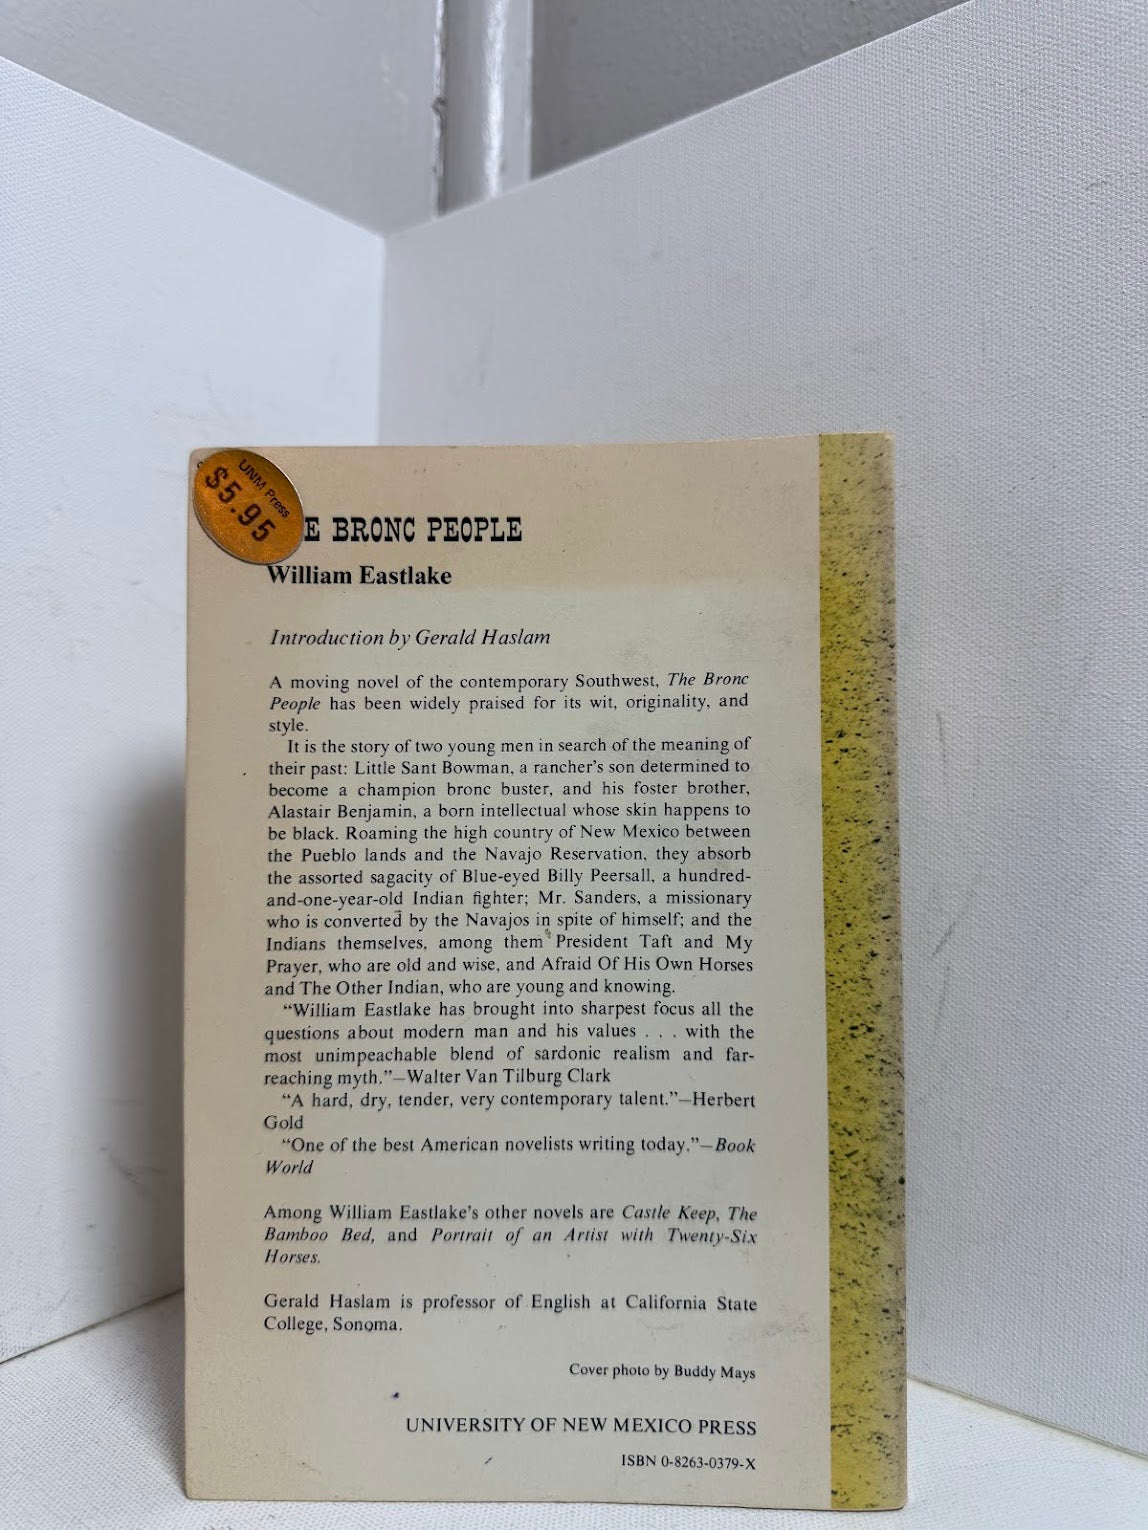 UNM Press
$5.95
E BRONC PEOPLE
William Eastlake
Introduction by Gerald Haslam
A moving novel of the contemporary Southwest, The Bronc
People has been widely praised for its wit, originality, and
style.
It is the story of two young men in search of the meaning of
their past: Little Sant Bowman, a rancher's son determined to
become a champion bronc buster, and his foster brother,
Alastair Benjamin, a born intellectual whose skin happens to
be black. Roaming the high country of New Mexico between
the Pueblo lands and the Navajo Reservation, they absorb
the assorted sagacity of Blue-eyed Billy Peersall, a hundred-
and-one-year-old Indian fighter; Mr. Sanders, a missionary
who is converted by the Navajos in spite of himself; and the
Indians themselves, among them President Taft and My
Prayer, who are old and wise, and Afraid Of His Own Horses
and The Other Indian, who are young and knowing.
“William Eastlake has brought into sharpest focus all the
questions about modern man and his values . . . with the
most unimpeachable blend of sardonic realism and far-
reaching myth.”—Walter Van Tilburg Clark
“A hard, dry, tender, very contemporary talent.”—Herbert
Gold
“One of the best American novelists writing today.”—Book
World
Among William Eastlake's other novels are Castle Keep, The
Bamboo Bed, and Portrait of an Artist with Twenty-Six
Horses.
Gerald Haslam is professor of English at California State
College, Sonoma.
Cover photo by Buddy Mays
UNIVERSITY OF NEW MEXICO PRESS
ISBN 0-8263-0379-X